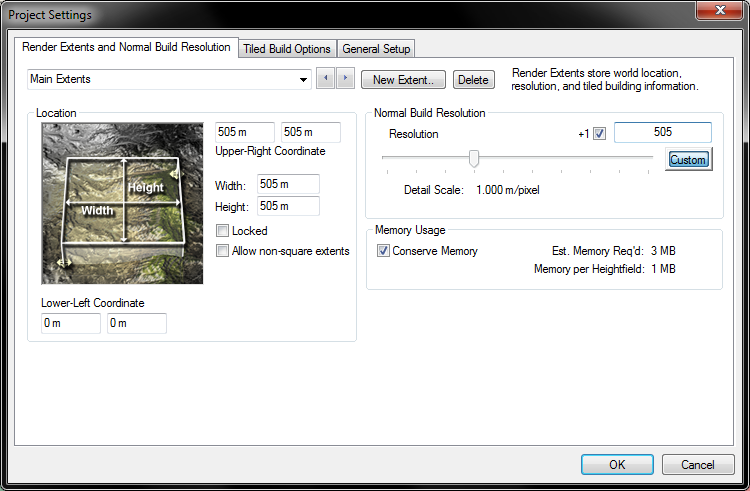 Project Settings
Render Extents and Normal Build Resolution
Tiled Build Options
General Setup
Main Extents
New Extent..
Delete
Render Extents store world location,
resolution, and tiled building information.
Location
Height
Width
505 m
505 m
Upper-Right Coordinate
Width: 505 m
Height: 505 m
Locked
Allow non-square extents
Lower-Left Coordinate
0 m
0 m
Normal Build Resolution
Resolution
+1
505
Custom
Detail Scale: 1.000 m/pixel
Memory Usage
Conserve Memory
Est. Memory Req'd: 3 MB
Memory per Heightfield: 1 MB
OK
Cancel